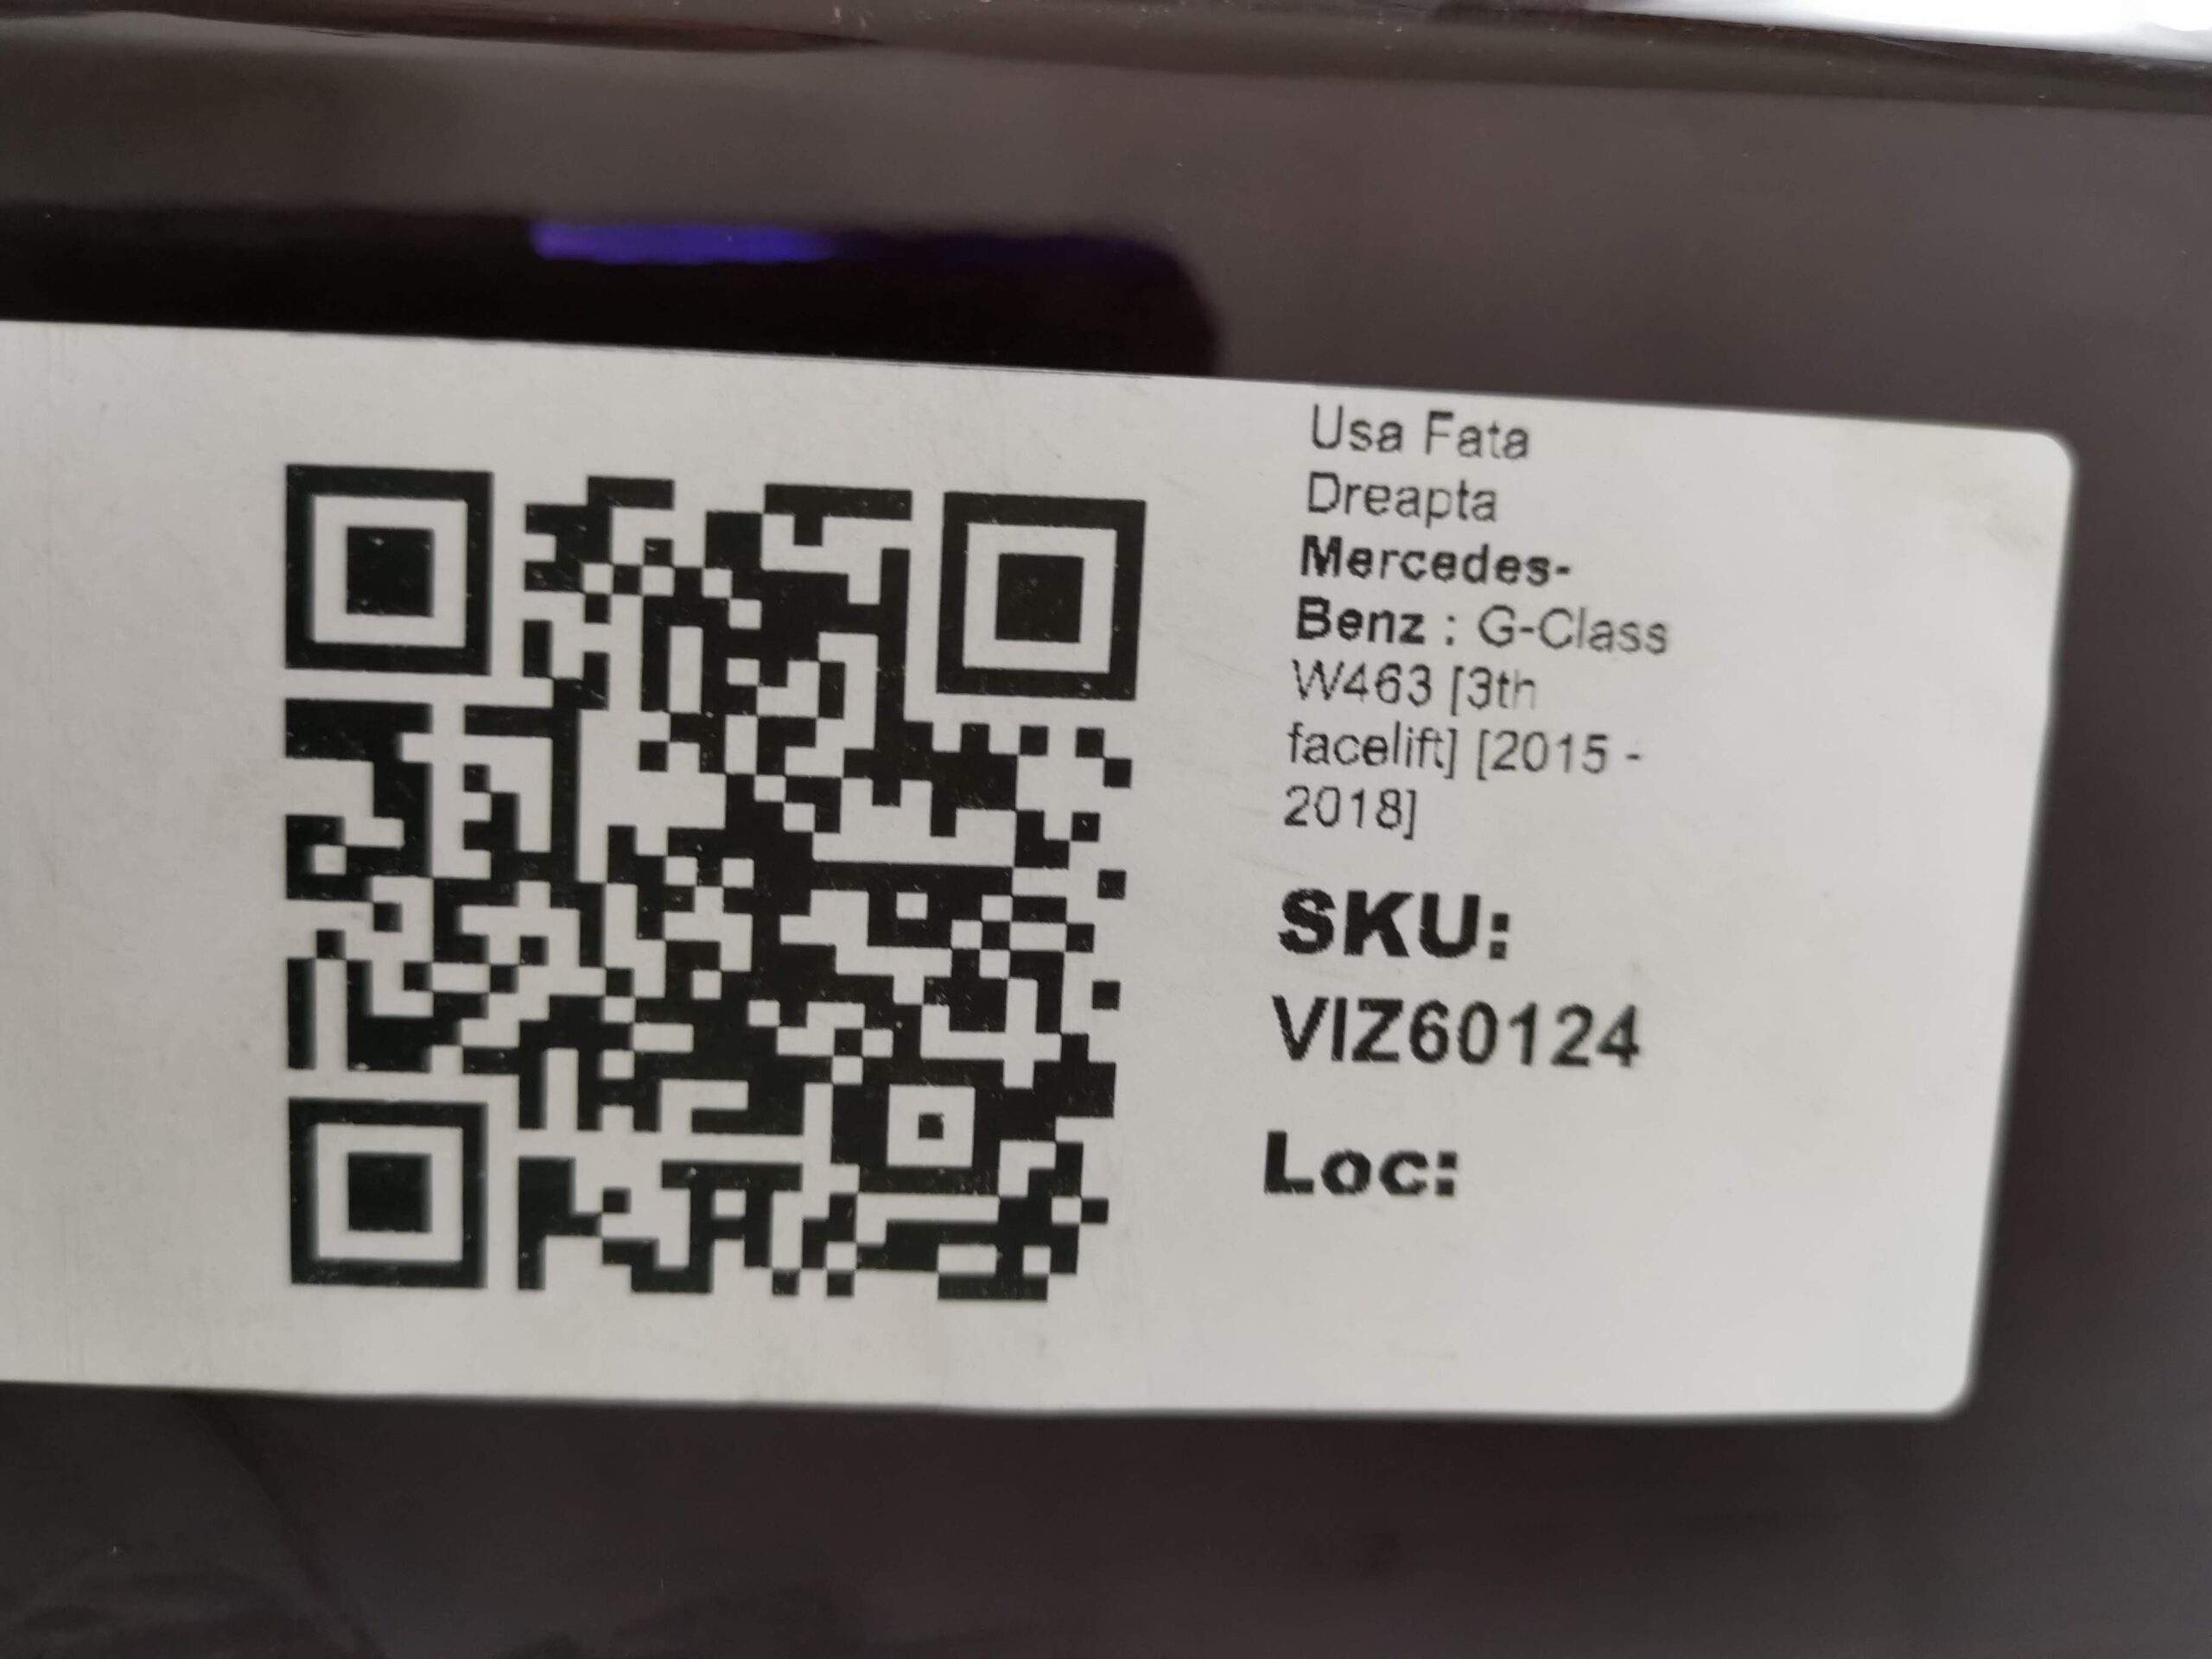 Usa Fata
Dreapta
Mercedes-
Benz : G-Class
W463 [3th
facelift] [2015 -
2018]
SKU:
VIZ60124
Loc: